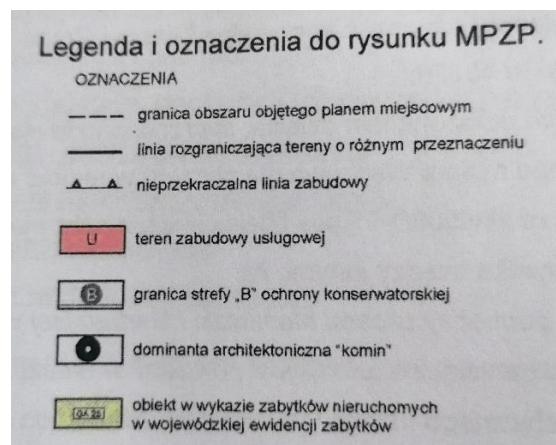 Legenda i oznaczenia do rysunku MPZP.
OZNACZENIA
granica obszaru objętego planem miejscowym
linia rozgraniczająca tereny o różnym przeznaczeniu
nieprzekraczalna linia zabudowy
U teren zabudowy usługowej
B granica strefy „B” ochrony konserwatorskiej
dominanta architektoniczna "komin"
obiekt w wykazie zabytków nieruchomych
w wojewódzkiej ewidencji zabytków